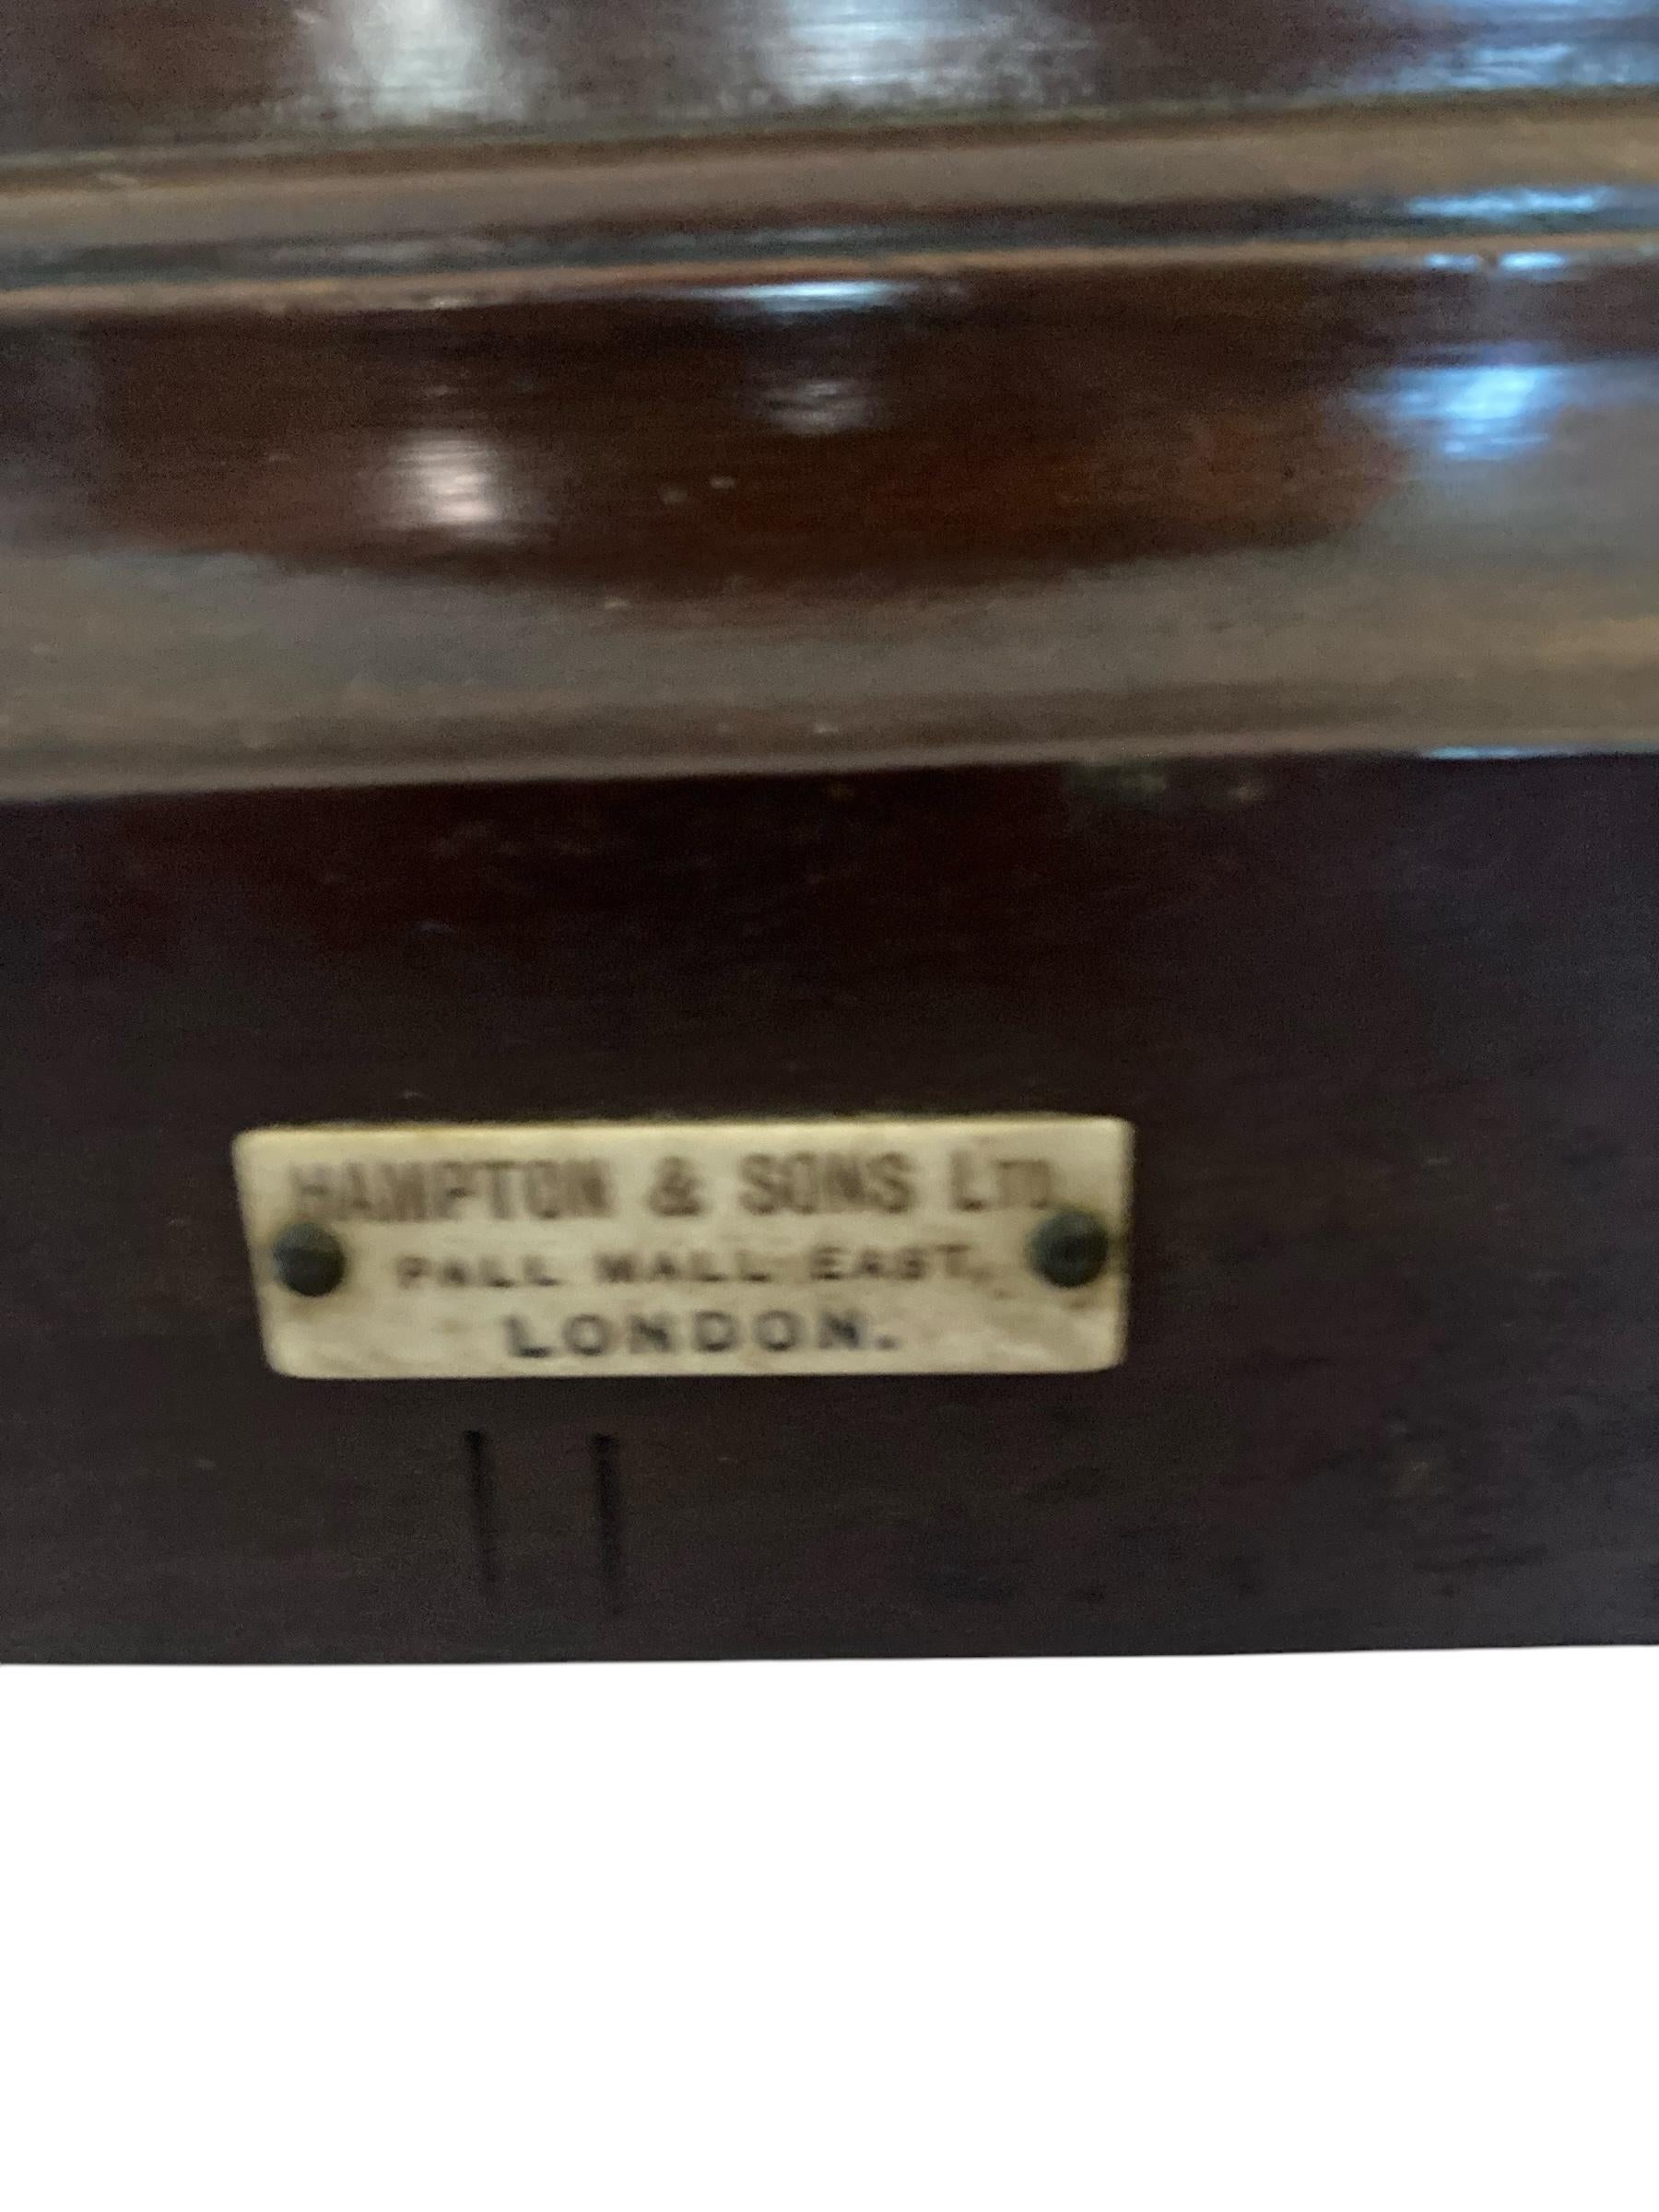 HAMPTON & SONS LTD.
PALL MALL EAST,
LONDON.